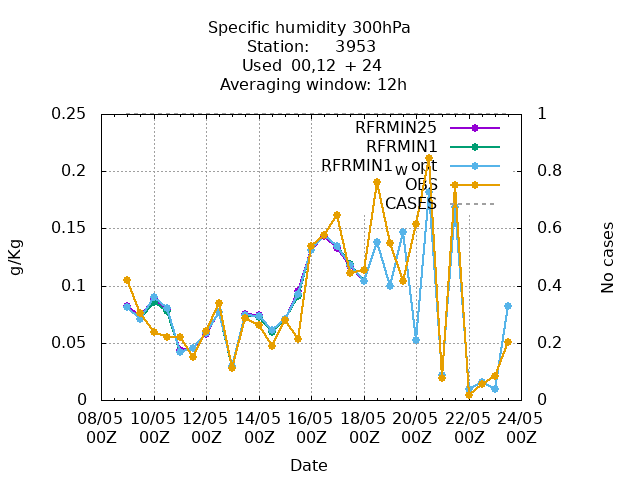 Specific humidity 300hPa
Station: 3953
Used 00,12 + 24
Averaging window: 12h
0.25
0.2
0.15
0.1
0.05
0
g/Kg
1
0.8
0.6
0.4
0.2
0
No cases
RFRMIN25
RFRMIN1
RFRMIN1wopt
OBS
CASES
08/05 10/05 12/05 14/05 16/05 18/05 20/05 22/05 24/05
00Z 00Z 00Z 00Z 00Z 00Z 00Z 00Z 00Z
Date